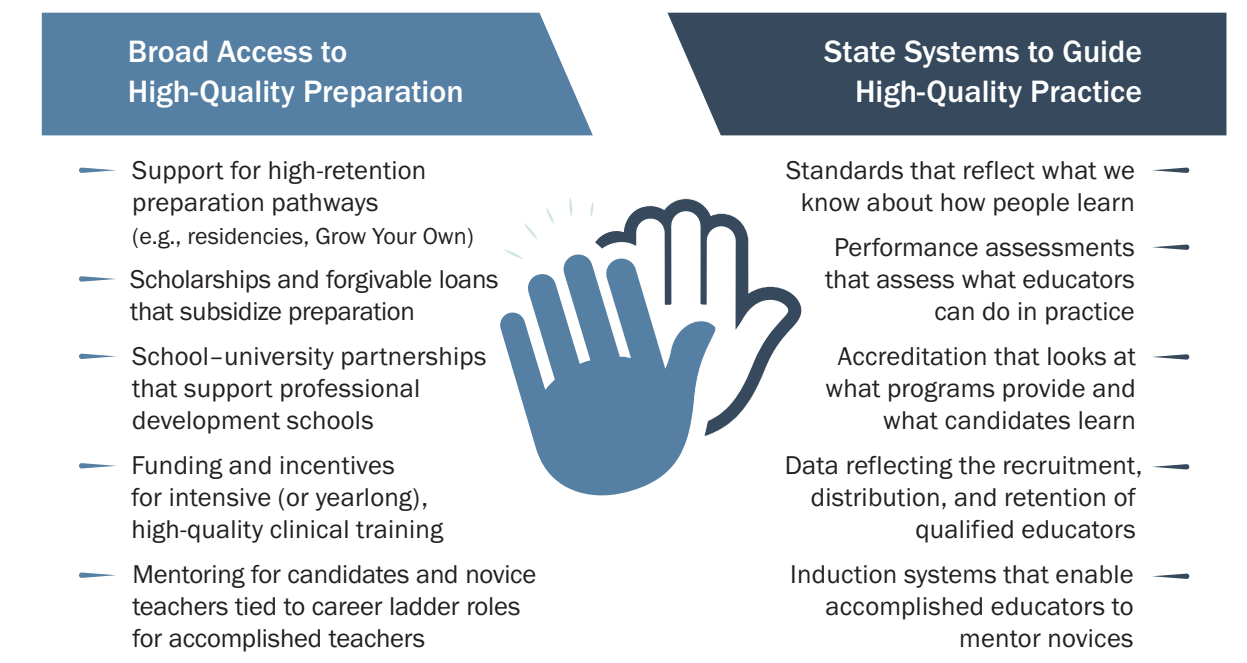 Broad Access to
High-Quality Preparation
Support for high-retention
preparation pathways
(e.g., residencies, Grow Your Own)
Scholarships and forgivable loans
that subsidize preparation
School–university partnerships
that support professional
development schools
Funding and incentives
for intensive (or yearlong),
high-quality clinical training
Mentoring for candidates and novice
teachers tied to career ladder roles
for accomplished teachers
State Systems to Guide
High-Quality Practice
Standards that reflect what we
know about how people learn
Performance assessments
that assess what educators
can do in practice
Accreditation that looks at
what programs provide and
what candidates learn
Data reflecting the recruitment,
distribution, and retention of
qualified educators
Induction systems that enable
accomplished educators to
mentor novices